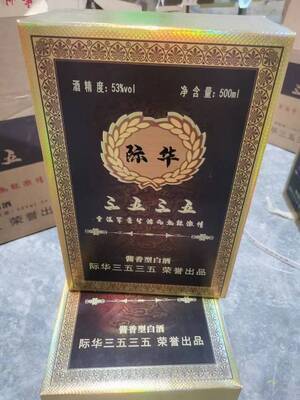 酒精度:53%vol
净含量:500ml
际华
三五三五
酱香型白酒
际华三五三五 荣誉出品
酱香型白酒
际华三五三五 荣誉出品
五